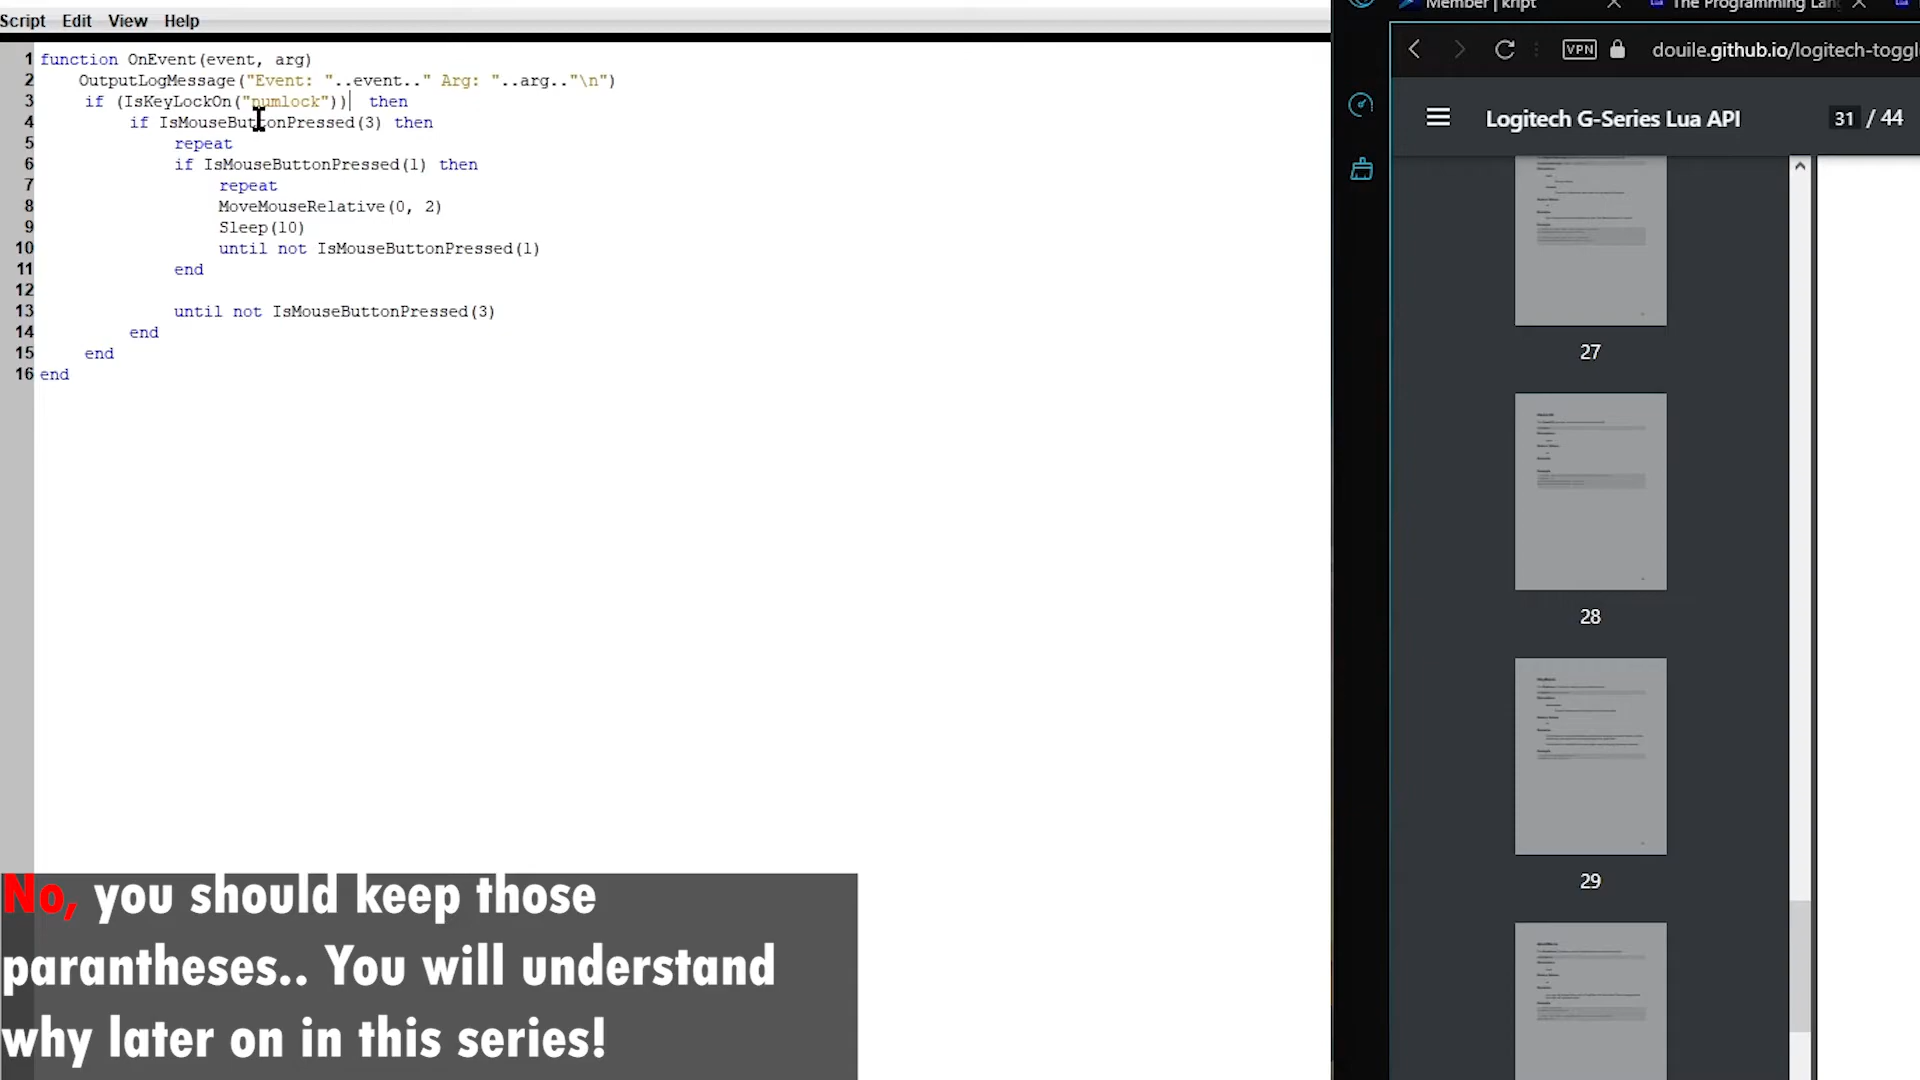 Script Edit View Help
1 function OnEvent(event, arg)
2 OutputLogMessage("Event: "..event.." Arg: "..arg.."\n")
3 if (IsKeyLockOn("numlock")) then
4 if IsMouseButtonPressed(3) then
5 repeat
6 if IsMouseButtonPressed(1) then
7 repeat
8 MoveMouseRelative(0, 2)
9 Sleep(10)
10 until not IsMouseButtonPressed(1)
11 end
12
13 until not IsMouseButtonPressed(3)
14 end
15 end
16 end
No, you should keep those
parantheses.. You will understand
why later on in this series!
Member | kript
The Programming Lan
VPN
douile.github.io/logitech-toggl
Logitech G-Series Lua API
31 / 44
27
28
29